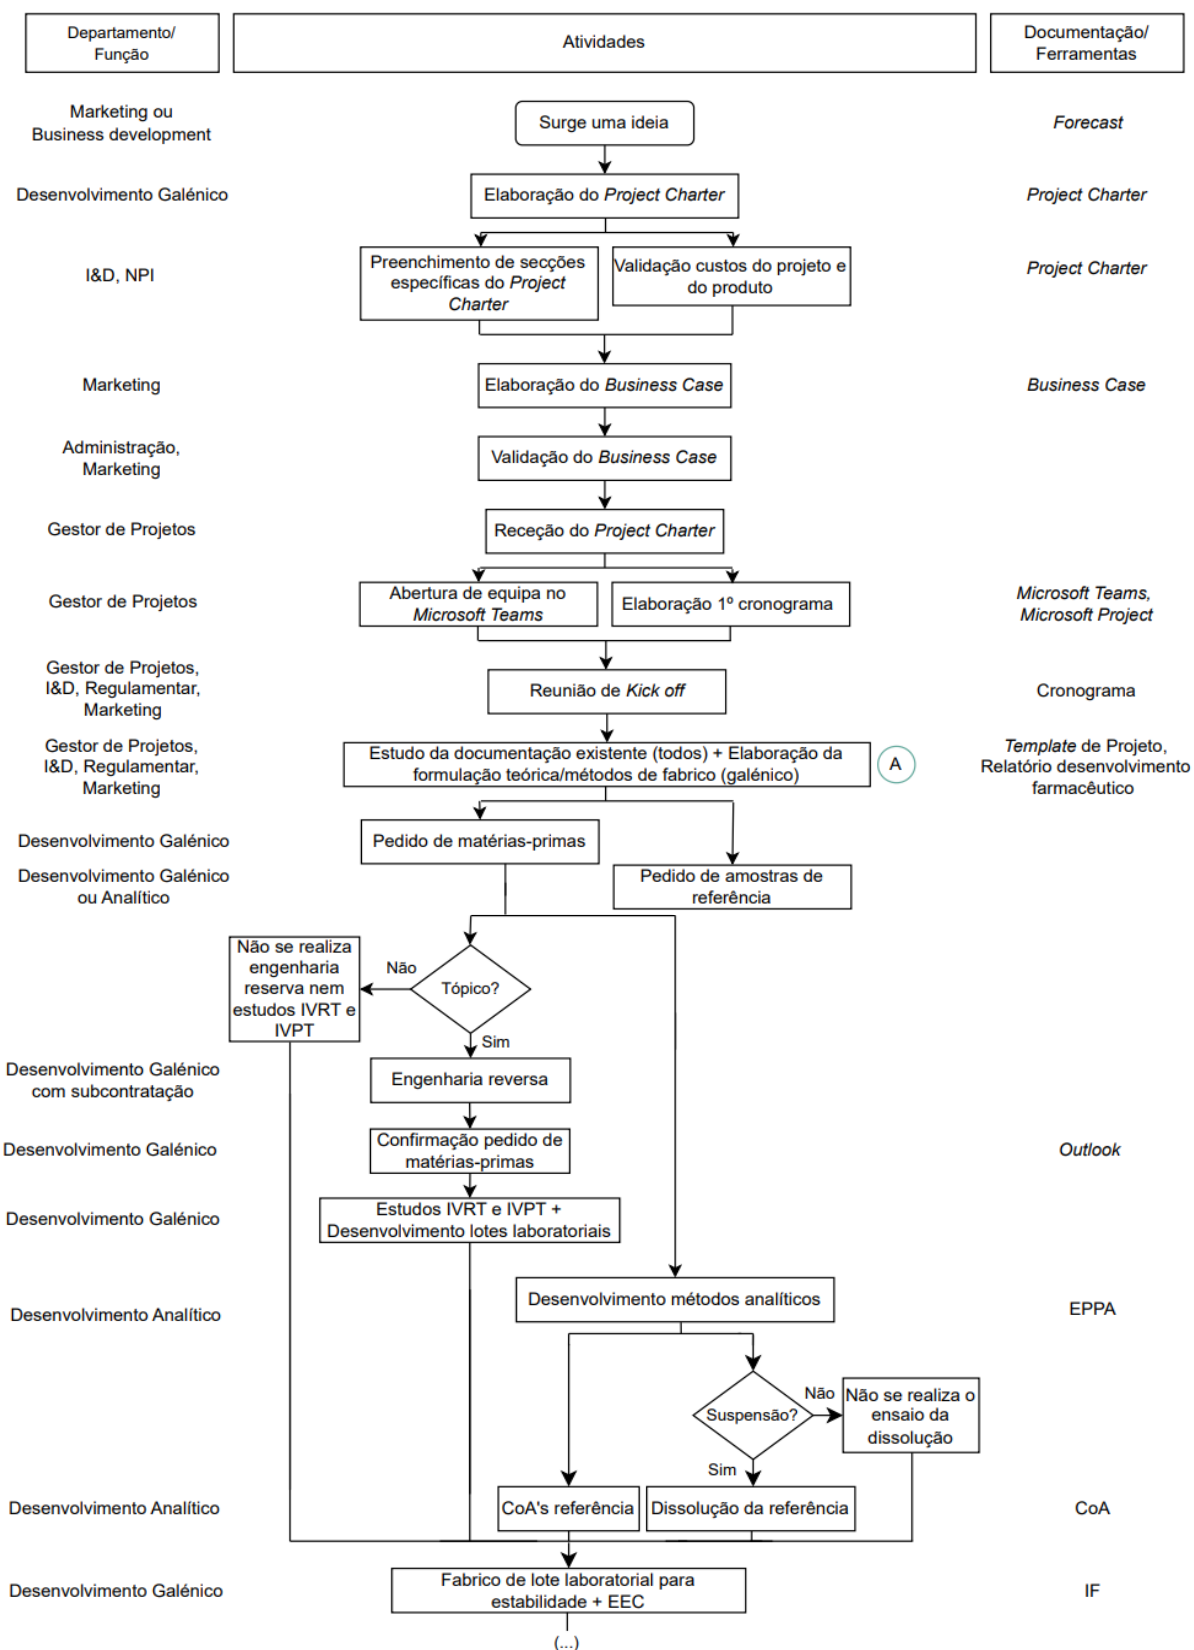 Departamento/
Função
Atividades
Documentação/
Ferramentas
Marketing ou
Business development
Surge uma ideia
Forecast
Desenvolvimento Galénico
Elaboração do Project Charter
Project Charter
I&D, NPI
Preenchimento de secções
específicas do Project
Charter
Validação custos do projeto e
do produto
Project Charter
Marketing
Elaboração do Business Case
Business Case
Administração,
Marketing
Validação do Business Case
Gestor de Projetos
Receção do Project Charter
Gestor de Projetos
Abertura de equipa no
Microsoft Teams
Elaboração 1º cronograma
Microsoft Teams,
Microsoft Project
Gestor de Projetos,
I&D, Regulamentar,
Marketing
Reunião de Kick off
Cronograma
Gestor de Projetos,
I&D, Regulamentar,
Marketing
Estudo da documentação existente (todos) + Elaboração da
formulação teórica/métodos de fabrico (galénico)
A
Template de Projeto,
Relatório desenvolvimento
farmacêutico
Desenvolvimento Galénico
Pedido de matérias-primas
Desenvolvimento Galénico
ou Analítico
Pedido de amostras de
referência
Não se realiza
engenharia
reserva nem
estudos IVRT e
IVPT
Não
Tópico?
Sim
Desenvolvimento Galénico
com subcontratação
Engenharia reversa
Desenvolvimento Galénico
Confirmação pedido de
matérias-primas
Outlook
Desenvolvimento Galénico
Estudos IVRT e IVPT +
Desenvolvimento lotes laboratoriais
Desenvolvimento Analítico
Desenvolvimento métodos analíticos
EPPA
Suspensão?
Não
Não se realiza o
ensaio da
dissolução
Sim
Desenvolvimento Analítico
CoA's referência
Dissolução da referência
CoA
Desenvolvimento Galénico
Fabrico de lote laboratorial para
estabilidade + EEC
IF
(...)